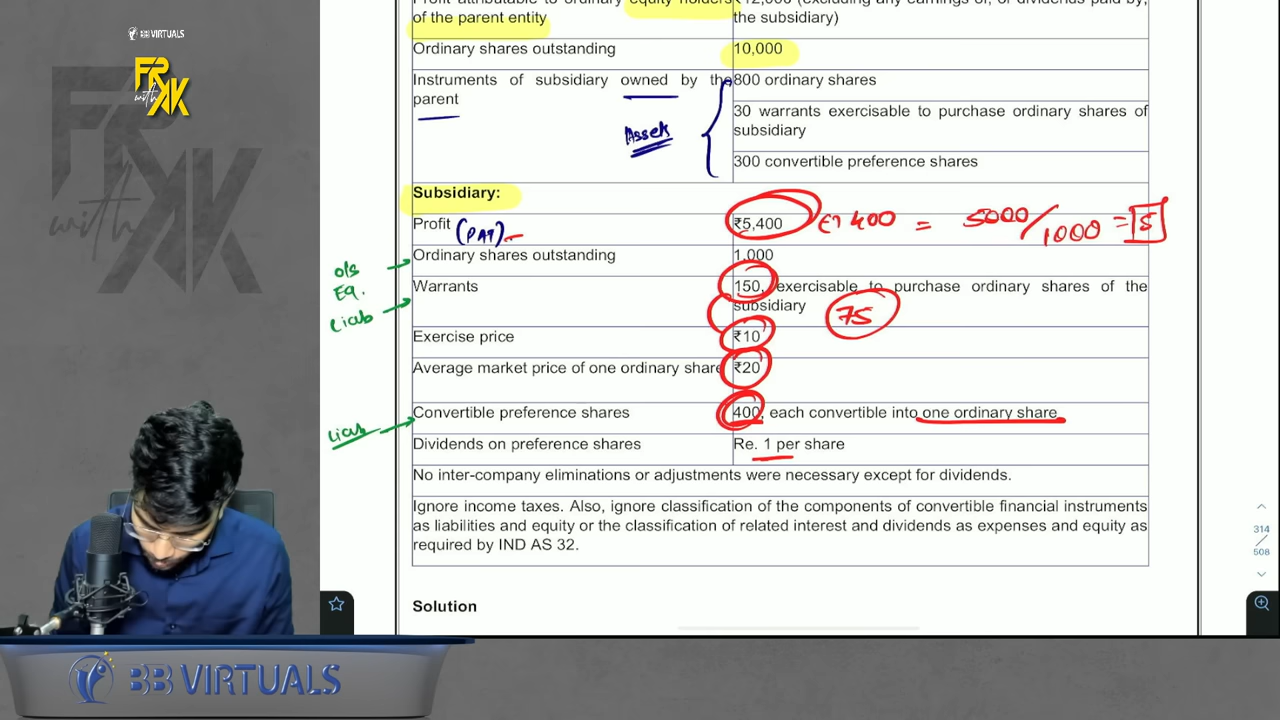 BB VIRTUALS
FR
with
AK
FR
with
AK
Profit attributable to ordinary equity holders ₹12,000 (excluding any earnings of, or dividends paid by,
of the parent entity the subsidiary)
Ordinary shares outstanding 10,000
Instruments of subsidiary owned by the 800 ordinary shares
parent
Asset
30 warrants exercisable to purchase ordinary shares of
subsidiary
300 convertible preference shares
Subsidiary:
Profit (PAT) ₹5,400 400 = 5000/1000 = 5
Ordinary shares outstanding 1,000
o/s
Eq.
Warrants 150, exercisable to purchase ordinary shares of the
subsidiary 75
Liab
Exercise price ₹10
Average market price of one ordinary share ₹20
Convertible preference shares 400, each convertible into one ordinary share
Liab
Dividends on preference shares Re. 1 per share
No inter-company eliminations or adjustments were necessary except for dividends.
Ignore income taxes. Also, ignore classification of the components of convertible financial instruments
as liabilities and equity or the classification of related interest and dividends as expenses and equity as
required by IND AS 32.
Solution
314
/
508
BB VIRTUALS